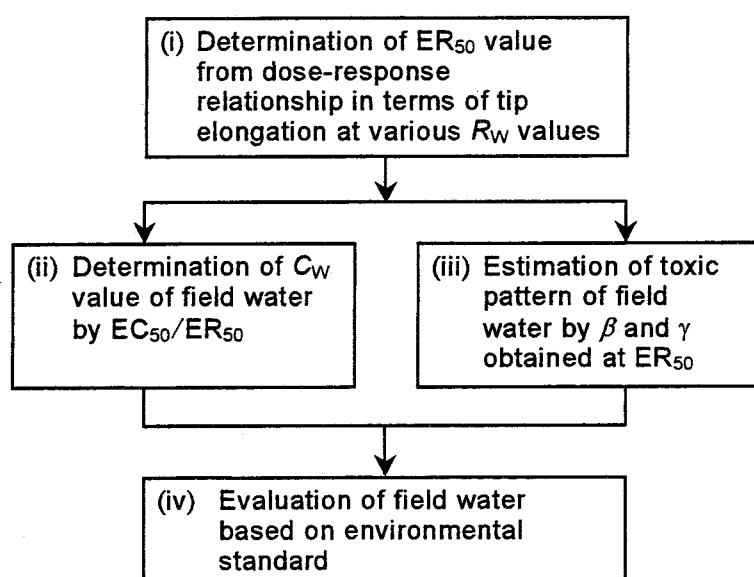 (i) Determination of ER50 value
from dose-response
relationship in terms of tip
elongation at various RW values
(ii) Determination of CW
value of field water
by EC50/ER50
(iii) Estimation of toxic
pattern of field
water by β and γ
obtained at ER50
(iv) Evaluation of field water
based on environmental
standard